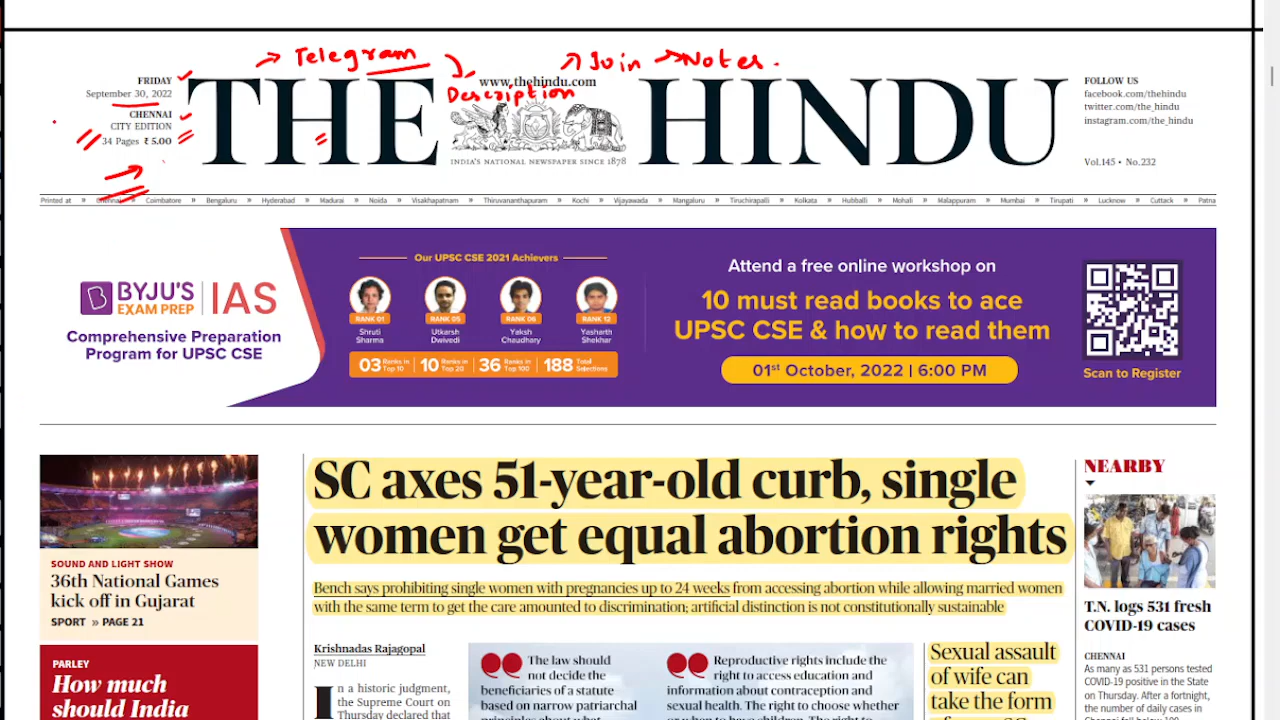 → Telegram
↗ Join → Notes.
Description
FRIDAY
September 30, 2022
CHENNAI
CITY EDITION
34 Pages ₹ 5.00
THE HINDU
www.thehindu.com
INDIA'S NATIONAL NEWSPAPER SINCE 1878
FOLLOW US
facebook.com/thehindu
twitter.com/the_hindu
instagram.com/the_hindu
Vol.145 • No.232
Printed at » Chennai » Coimbatore » Bengaluru » Hyderabad » Madurai » Noida » Visakhapatnam » Thiruvananthapuram » Kochi » Vijayawada » Mangaluru » Tiruchirapalli » Kolkata » Hubballi » Mohali » Malappuram » Mumbai » Tirupati » Lucknow » Cuttack » Patna
BYJU'S
EXAM PREP
IAS
Comprehensive Preparation
Program for UPSC CSE
Our UPSC CSE 2021 Achievers
RANK 01 RANK 05 RANK 06 RANK 12
Shruti Utkarsh Yaksh Yasharth
Sharma Dwivedi Chaudhary Shekhar
03 Ranks in Top 10 10 Ranks in Top 20 36 Ranks in Top 100 188 Total Selections
Attend a free online workshop on
10 must read books to ace
UPSC CSE & how to read them
01st October, 2022 | 6:00 PM
Scan to Register
SOUND AND LIGHT SHOW
36th National Games
kick off in Gujarat
SPORT » PAGE 21
PARLEY
How much
should India
SC axes 51-year-old curb, single
women get equal abortion rights
Bench says prohibiting single women with pregnancies up to 24 weeks from accessing abortion while allowing married women
with the same term to get the care amounted to discrimination; artificial distinction is not constitutionally sustainable
Krishnadas Rajagopal
NEW DELHI
In a historic judgment,
the Supreme Court on
Thursday declared that
The law should
not decide the
beneficiaries of a statute
based on narrow patriarchal
principles about what
Reproductive rights include the
right to access education and
information about contraception and
sexual health. The right to choose whether
Sexual assault
of wife can
take the form
NEARBY
T.N. logs 531 fresh
COVID-19 cases
CHENNAI
As many as 531 persons tested
COVID-19 positive in the State
on Thursday. After a fortnight,
the number of daily cases in